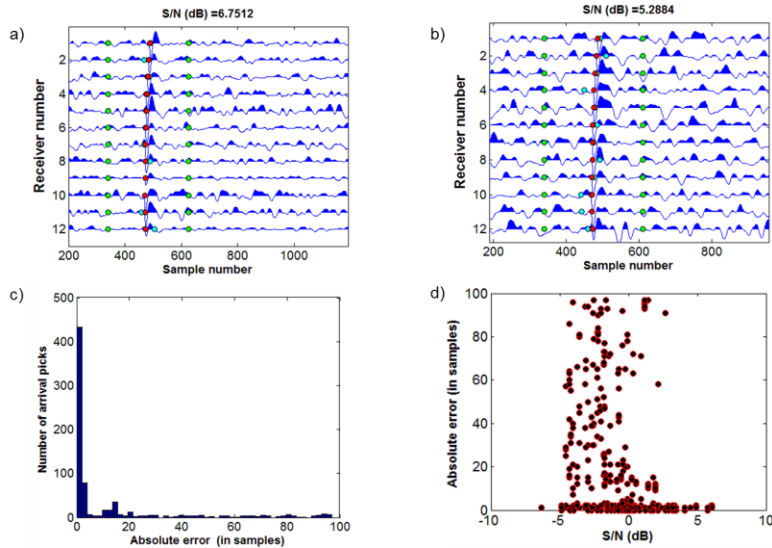 a)
S/N (dB) =6.7512
Receiver number
2
4
6
8
10
12
200 400 600 800 1000
Sample number
b)
S/N (dB) =5.2884
Receiver number
2
4
6
8
10
12
200 400 600 800
Sample number
c)
Number of arrival picks
500
400
300
200
100
0
0 20 40 60 80 100
Absolute error (in samples)
d)
Absolute error (in samples)
100
80
60
40
20
0
-10 -5 0 5 10
S/N (dB)